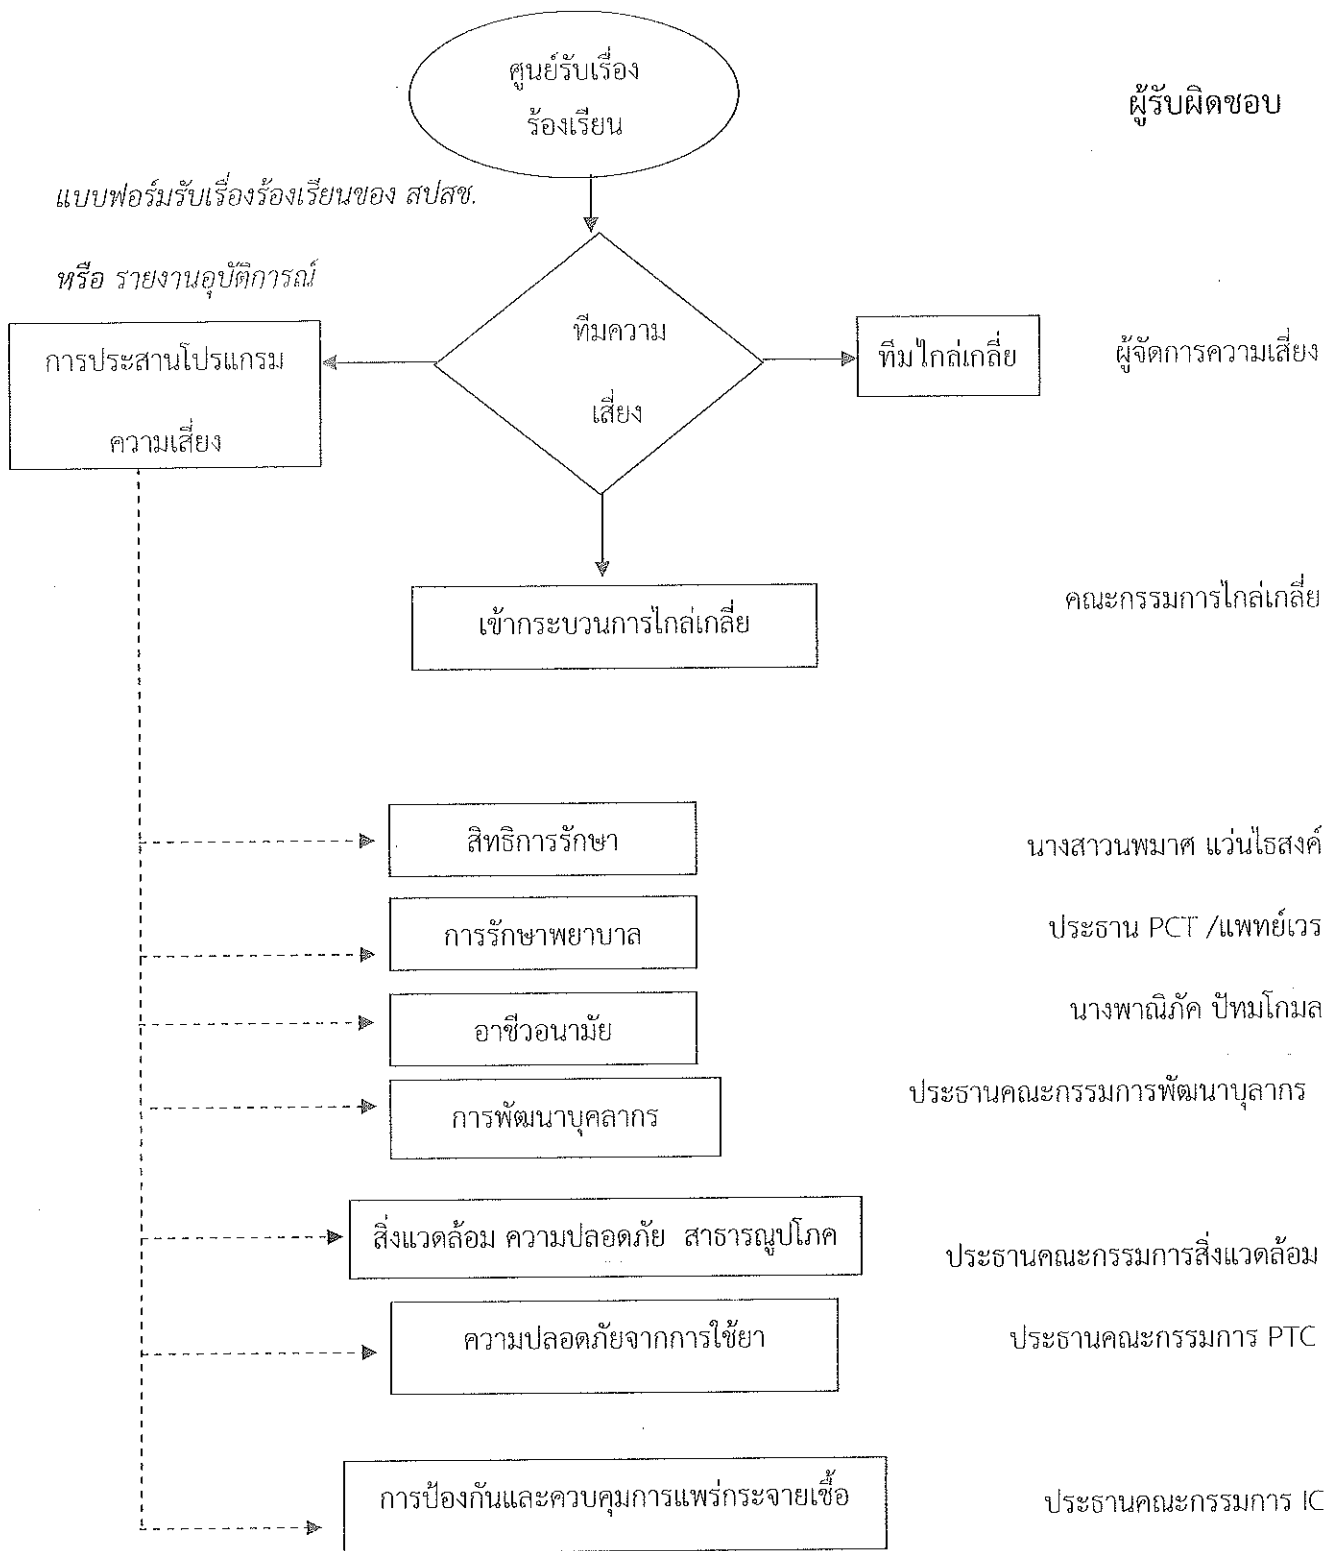 ศูนย์รับเรื่อง
ร้องเรียน
ผู้รับผิดชอบ
แบบฟอร์มรับเรื่องร้องเรียนของ สปสช.
หรือ รายงานอุบัติการณ์
การประสานโปรแกรม
ความเสี่ยง
ทีมความ
เสี่ยง
ทีมไกล่เกลี่ย
ผู้จัดการความเสี่ยง
เข้ากระบวนการไกล่เกลี่ย
คณะกรรมการไกล่เกลี่ย
สิทธิการรักษา
นางสาวนพมาศ แว่นไธสงค์
การรักษาพยาบาล
ประธาน PCT /แพทย์เวร
อาชีวอนามัย
นางพาณิภัค ปัทมโกมล
การพัฒนาบุคลากร
ประธานคณะกรรมการพัฒนาบุลากร
สิ่งแวดล้อม ความปลอดภัย สาธารณูปโภค
ประธานคณะกรรมการสิ่งแวดล้อม
ความปลอดภัยจากการใช้ยา
ประธานคณะกรรมการ PTC
การป้องกันและควบคุมการแพร่กระจายเชื้อ
ประธานคณะกรรมการ IC